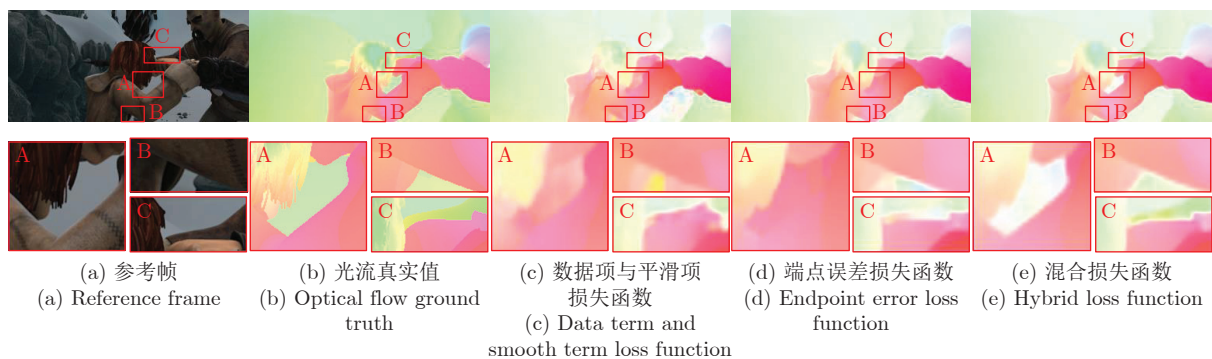 C
A
B
C
A
B
C
A
B
C
A
B
C
A
B
A
B
C
A
B
C
A
B
C
A
B
C
A
B
C
(a) 参考帧
(a) Reference frame
(b) 光流真实值
(b) Optical flow ground
truth
(c) 数据项与平滑项
损失函数
(c) Data term and
smooth term loss function
(d) 端点误差损失函数
(d) Endpoint error loss
function
(e) 混合损失函数
(e) Hybrid loss function